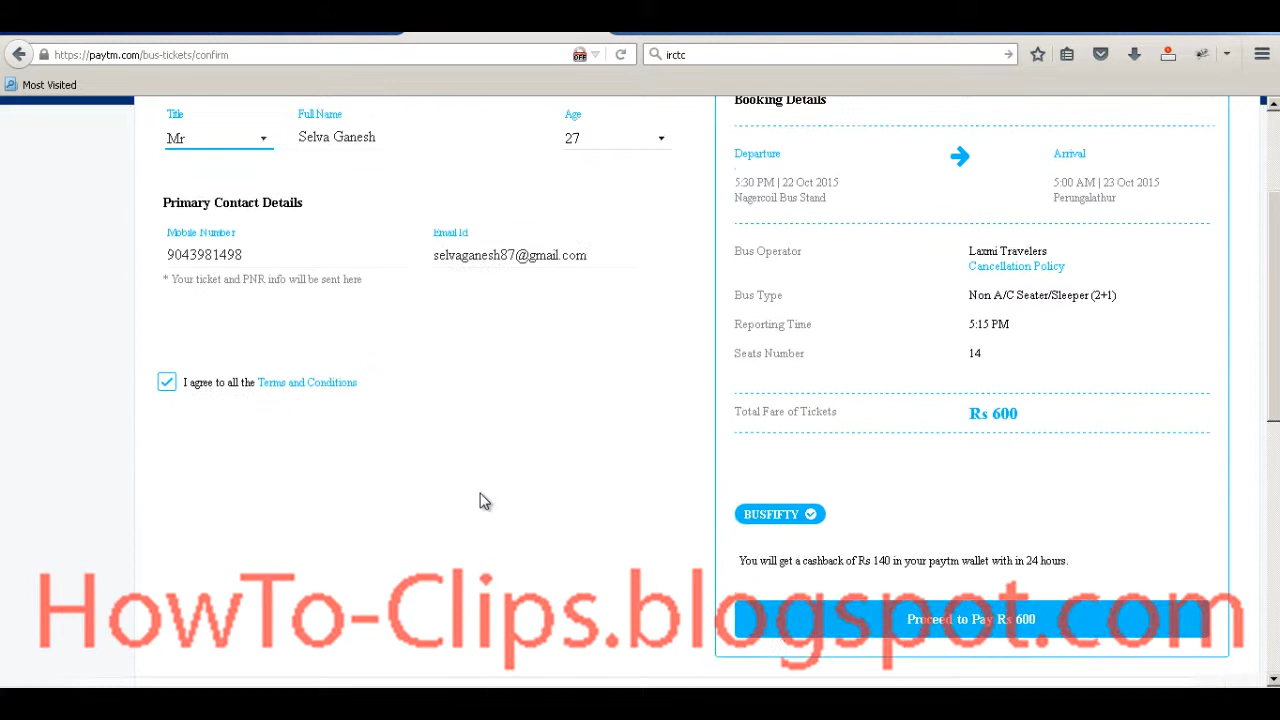 https://paytm.com/bus-tickets/confirm
OFF
irctc
Most Visited
Title
Full Name
Age
Mr
Selva Ganesh
27
Primary Contact Details
Mobile Number
Email Id
9043981498
selvaganesh87@gmail.com
* Your ticket and PNR info will be sent here
I agree to all the Terms and Conditions
Booking Details
Departure
Arrival
5:30 PM | 22 Oct 2015
5:00 AM | 23 Oct 2015
Nagercoil Bus Stand
Perungalathur
Bus Operator
Laxmi Travelers
Cancellation Policy
Bus Type
Non A/C Seater/Sleeper (2+1)
Reporting Time
5:15 PM
Seats Number
14
Total Fare of Tickets
Rs 600
BUSFIFTY
You will get a cashback of Rs 140 in your paytm wallet with in 24 hours.
Proceed to Pay Rs 600
HowTo-Clips.blogspot.com